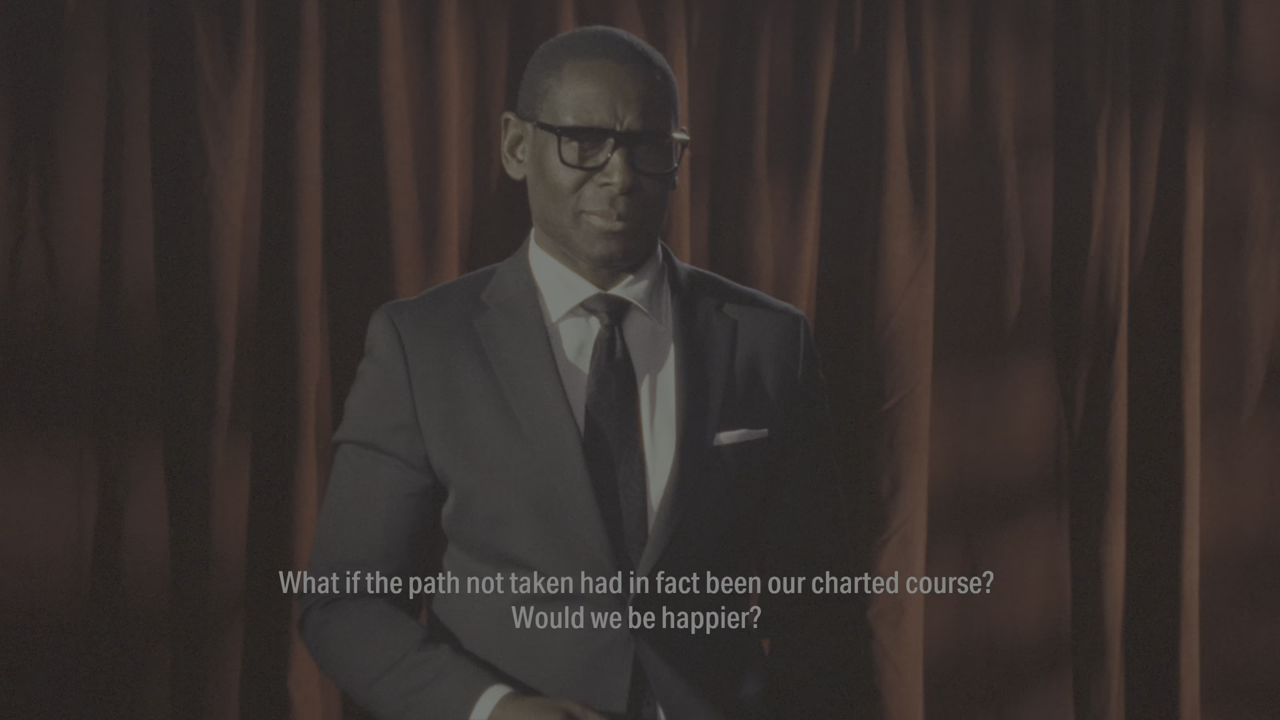 What if the path not taken had in fact been our charted course?
Would we be happier?